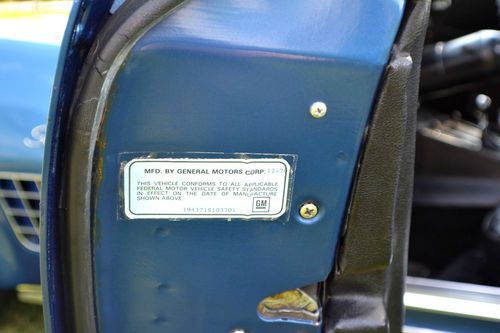 MFD. BY GENERAL MOTORS CORP.
THIS VEHICLE CONFORMS TO ALL APPLICABLE
FEDERAL MOTOR VEHICLE SAFETY STANDARDS
IN EFFECT ON THE DATE OF MANUFACTURE
SHOWN ABOVE.
GM
194371S103701